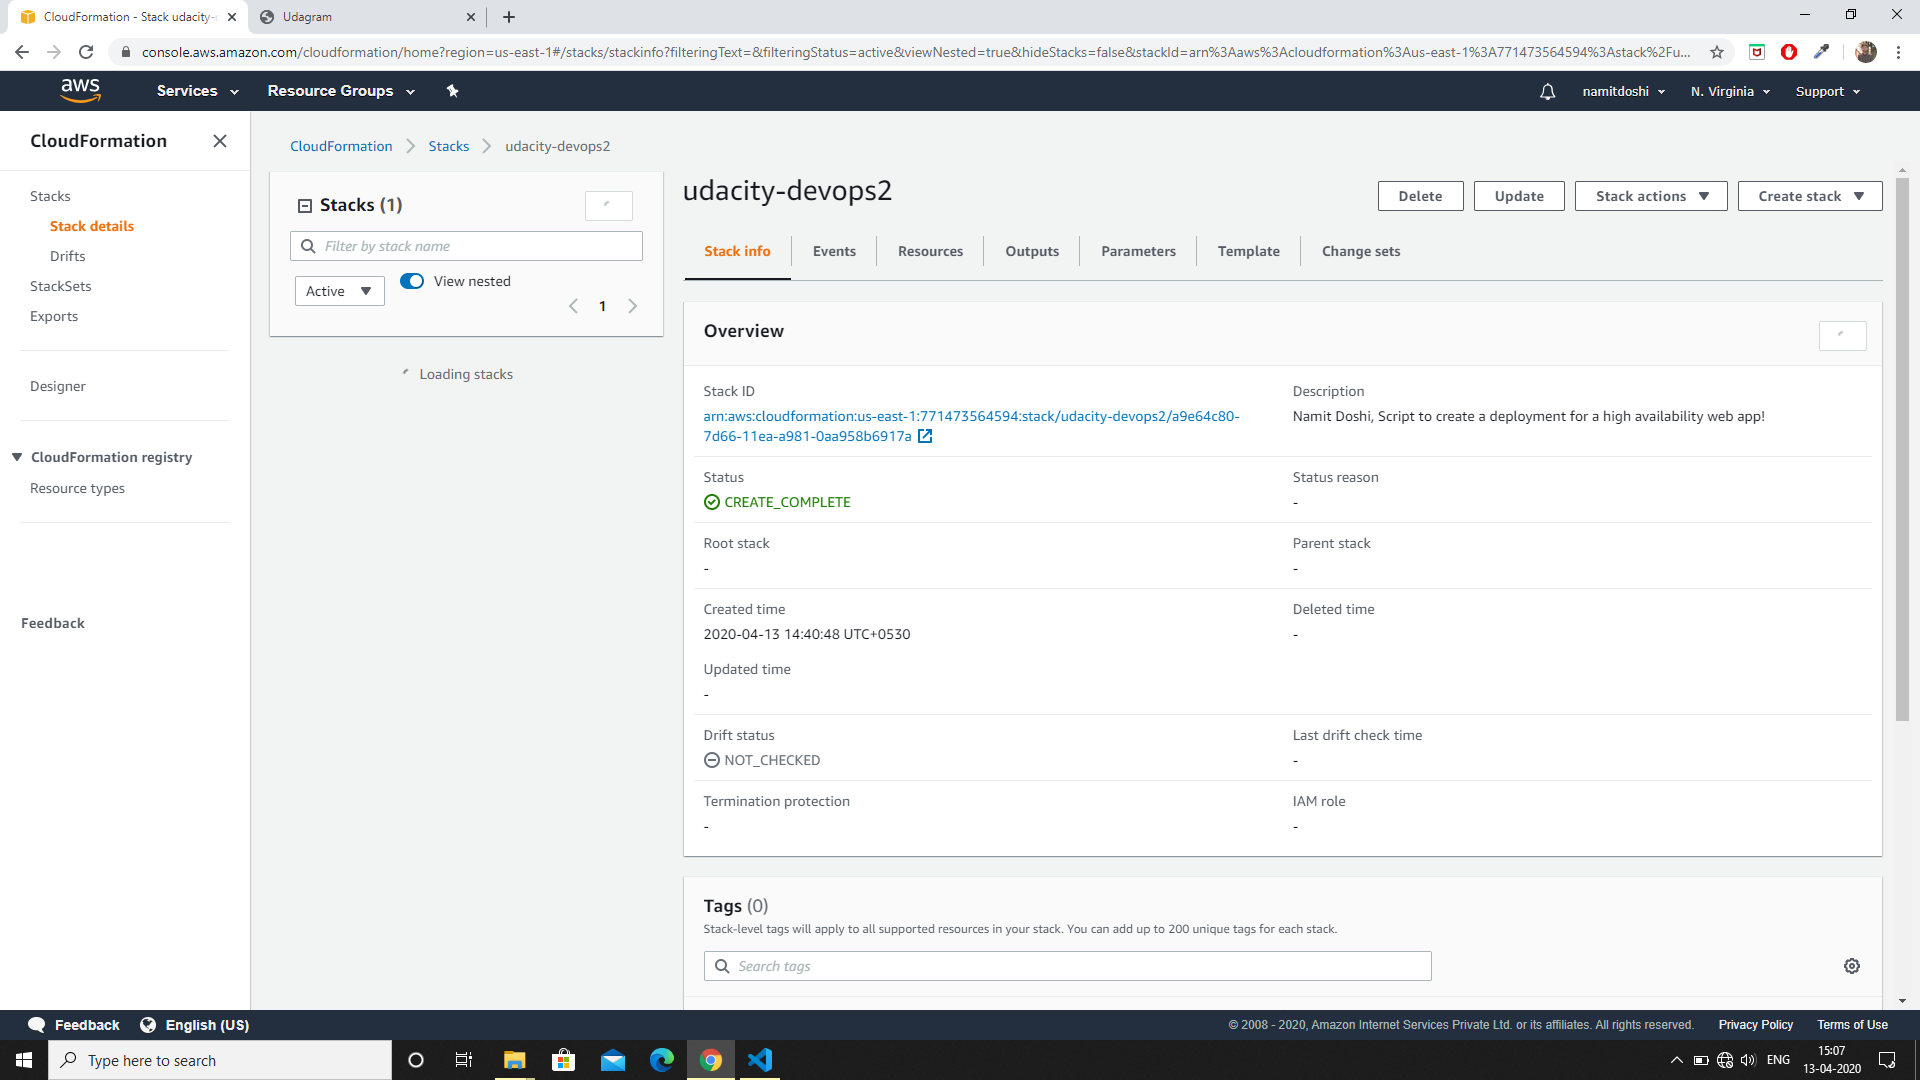 CloudFormation - Stack udacity-
Udagram
console.aws.amazon.com/cloudformation/home?region=us-east-1#/stacks/stackinfo?filteringText=&filteringStatus=active&viewNested=true&hideStacks=false&stackId=arn%3Aaws%3Acloudformation%3Aus-east-1%3A771473564594%3Astack%2Fu...
aws
Services
Resource Groups
namitdoshi
N. Virginia
Support
CloudFormation
Stacks
Stack details
Drifts
StackSets
Exports
Designer
CloudFormation registry
Resource types
Feedback
CloudFormation
Stacks
udacity-devops2
Stacks (1)
Filter by stack name
Active
View nested
1
Loading stacks
udacity-devops2
Delete
Update
Stack actions
Create stack
Stack info
Events
Resources
Outputs
Parameters
Template
Change sets
Overview
Stack ID
arn:aws:cloudformation:us-east-1:771473564594:stack/udacity-devops2/a9e64c80-
7d66-11ea-a981-0aa958b6917a
Description
Namit Doshi, Script to create a deployment for a high availability web app!
Status
CREATE_COMPLETE
Status reason
-
Root stack
-
Parent stack
-
Created time
2020-04-13 14:40:48 UTC+0530
Deleted time
-
Updated time
-
Drift status
NOT_CHECKED
Last drift check time
-
Termination protection
-
IAM role
-
Tags (0)
Stack-level tags will apply to all supported resources in your stack. You can add up to 200 unique tags for each stack.
Search tags
Feedback
English (US)
© 2008 - 2020, Amazon Internet Services Private Ltd. or its affiliates. All rights reserved.
Privacy Policy
Terms of Use
Type here to search
ENG
15:07
13-04-2020